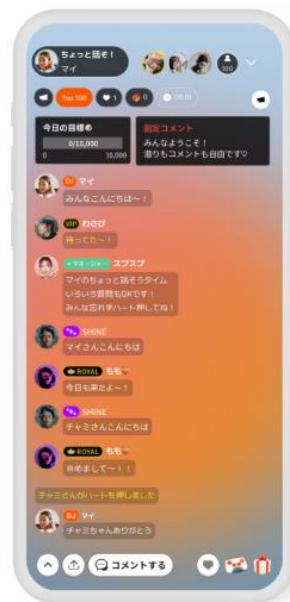 ちょっと話そ！
マイ
100
Top 100
1
0
00:01
今日の目標
0/10,000
0
10,000
固定コメント
みんなようこそ！
潜りもコメントも自由です♡
DJ マイ
みんなこんにちは〜！
VIP わさび
待ってた〜！
マネージャー スプスプ
マイのちょっと話そうタイム
いろいろ質問もOKです！
みんな忘れずハート押してね！
SHINE
マイさんこんにちは
ROYAL もも
今日も来たよ〜！
SHINE
チャミさんこんにちは
ROYAL もも
はじめまして〜！！
チャミさんがハートを押しました
DJ マイ
チャミちゃんありがとう
コメントする